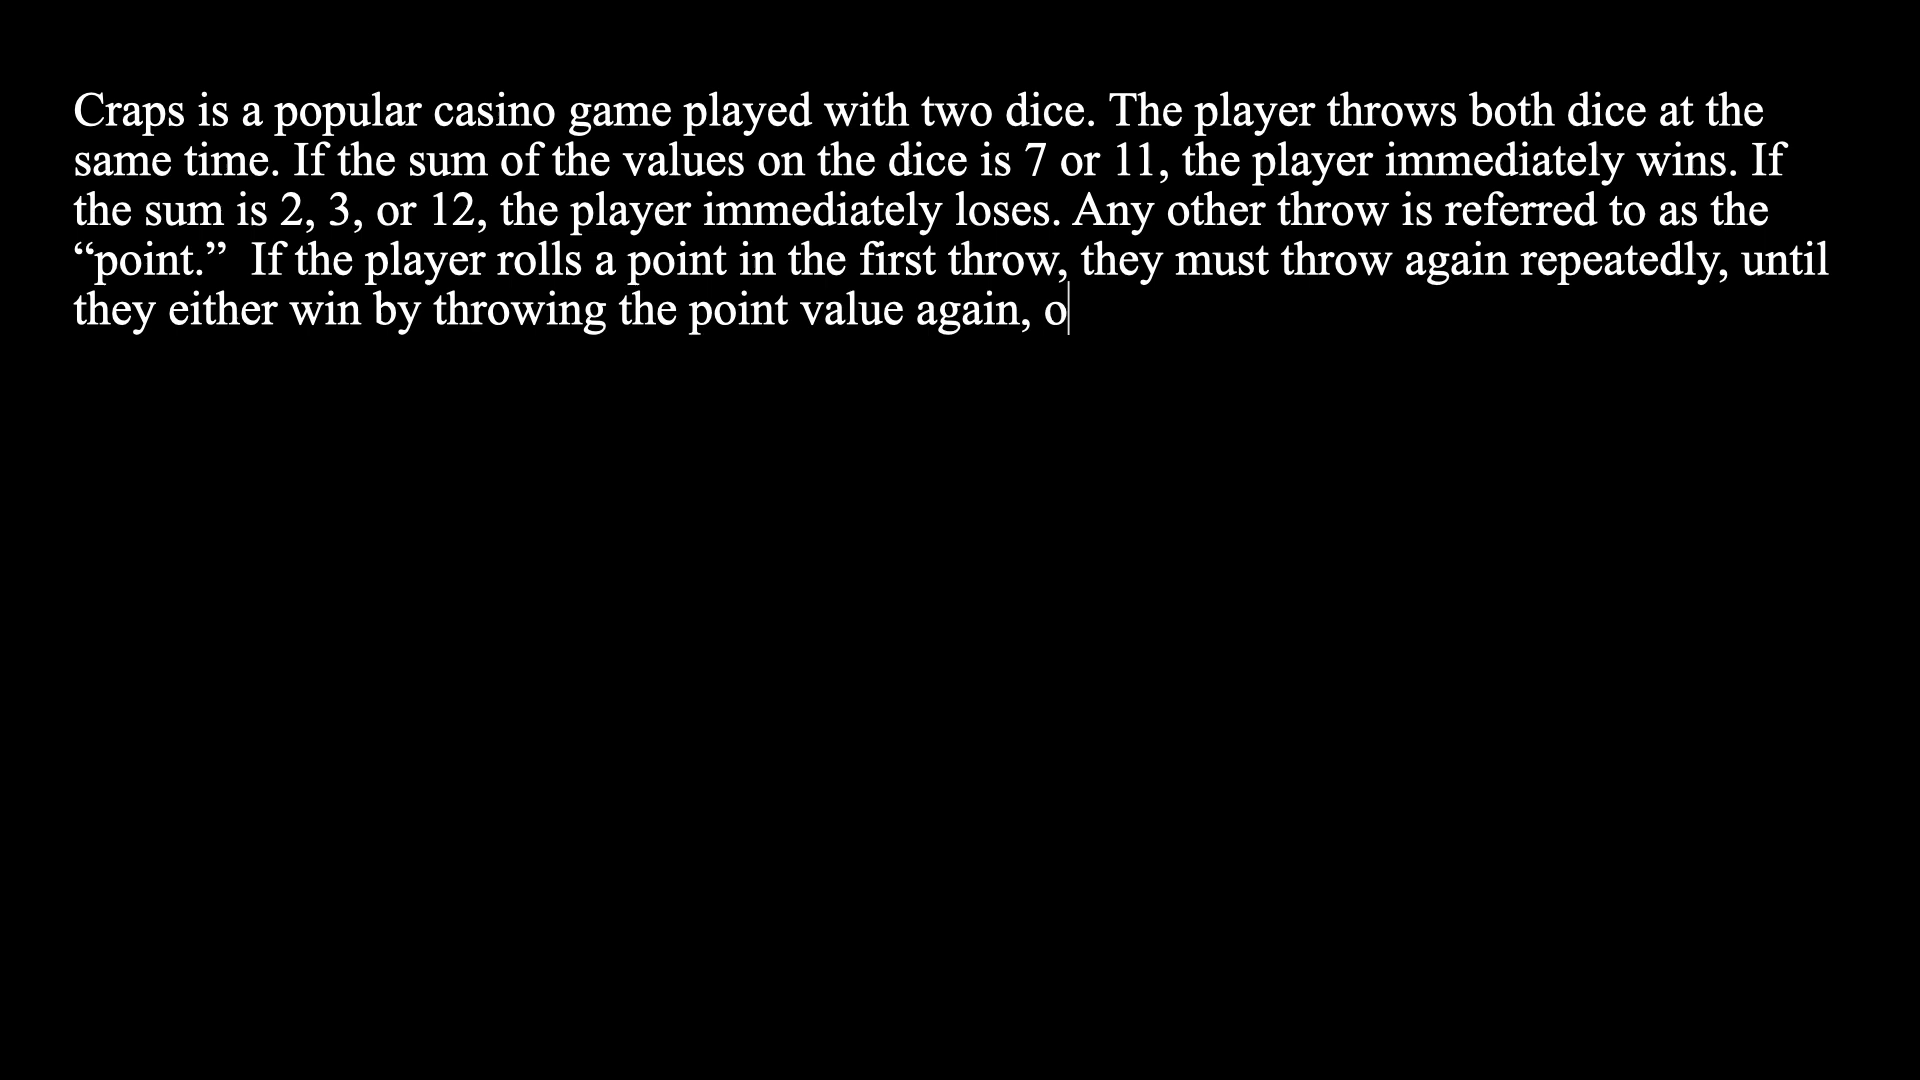 Craps is a popular casino game played with two dice. The player throws both dice at the
same time. If the sum of the values on the dice is 7 or 11, the player immediately wins. If
the sum is 2, 3, or 12, the player immediately loses. Any other throw is referred to as the
“point.”  If the player rolls a point in the first throw, they must throw again repeatedly, until
they either win by throwing the point value again, o